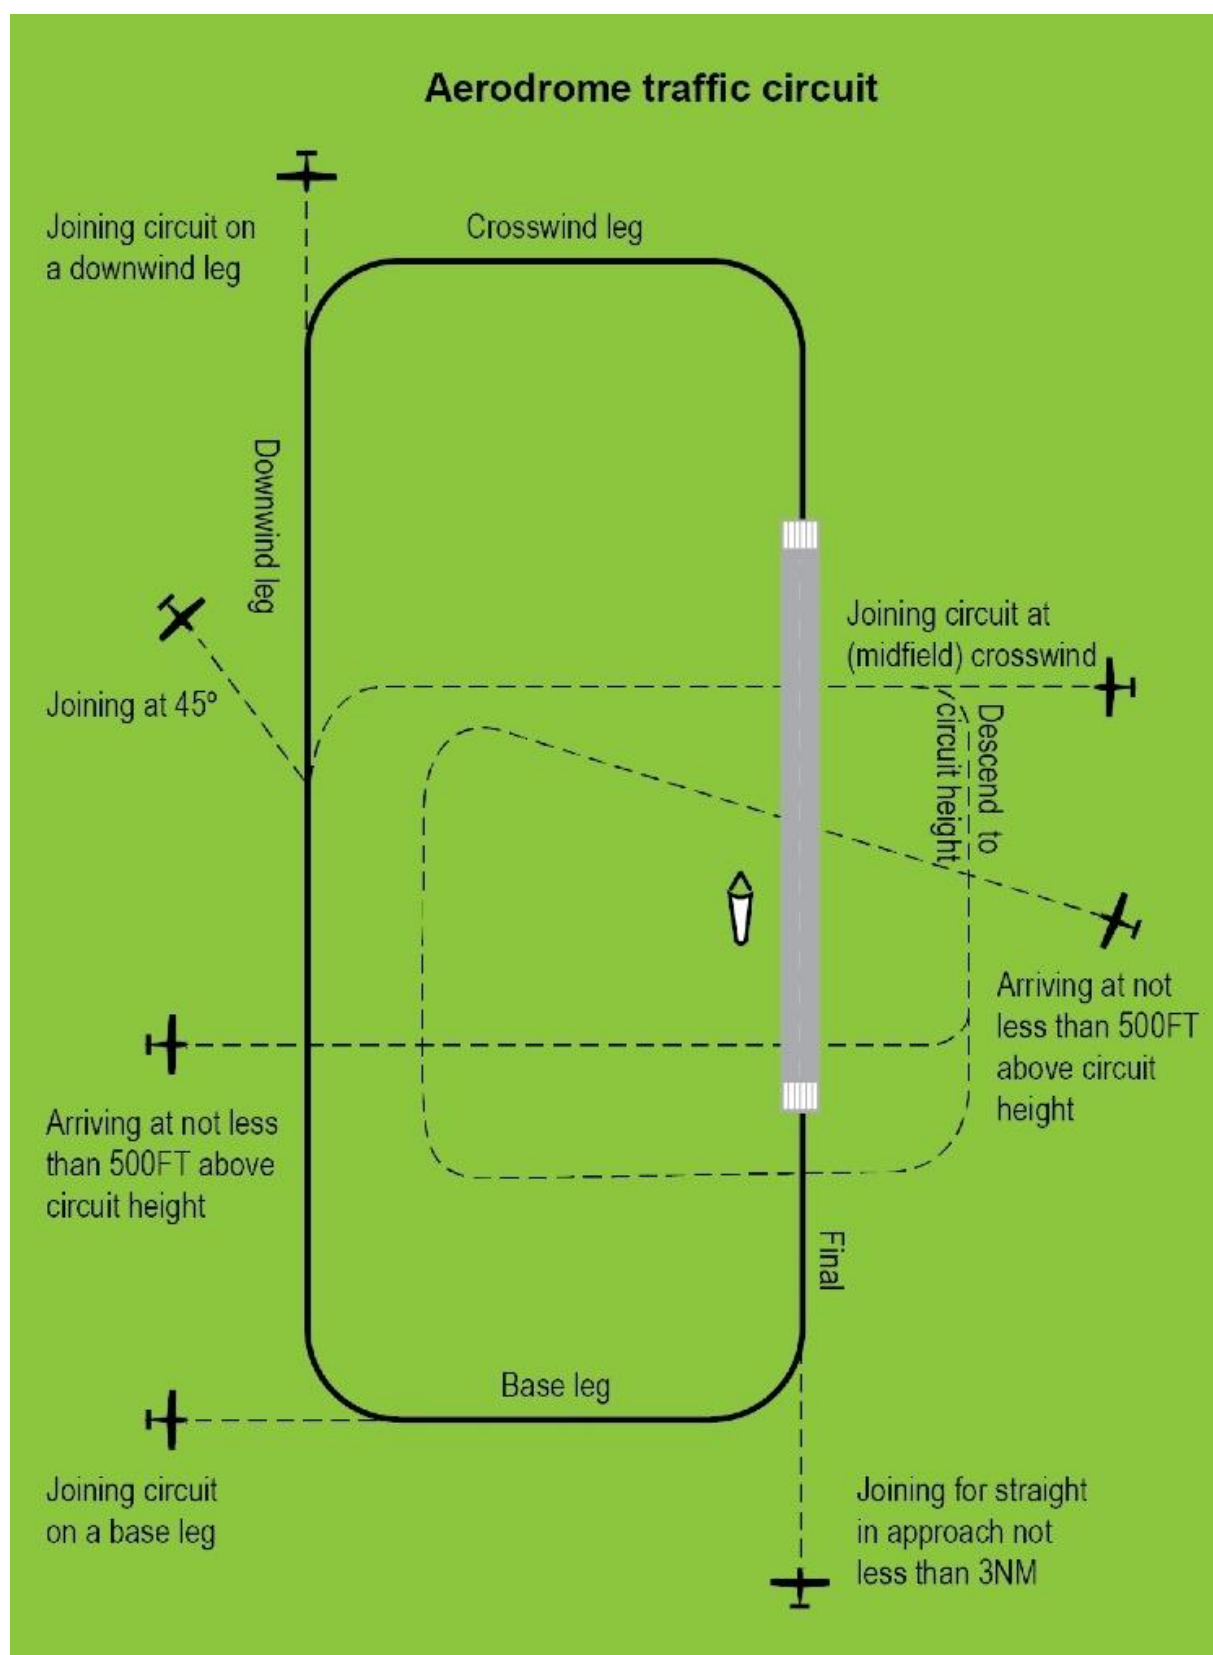 Aerodrome traffic circuit
Joining circuit on
a downwind leg
Crosswind leg
Downwind leg
Joining circuit at
(midfield) crosswind
Joining at 45º
Descend to
circuit height
Arriving at not
less than 500FT
above circuit
height
Arriving at not less
than 500FT above
circuit height
Final
Base leg
Joining circuit
on a base leg
Joining for straight
in approach not
less than 3NM